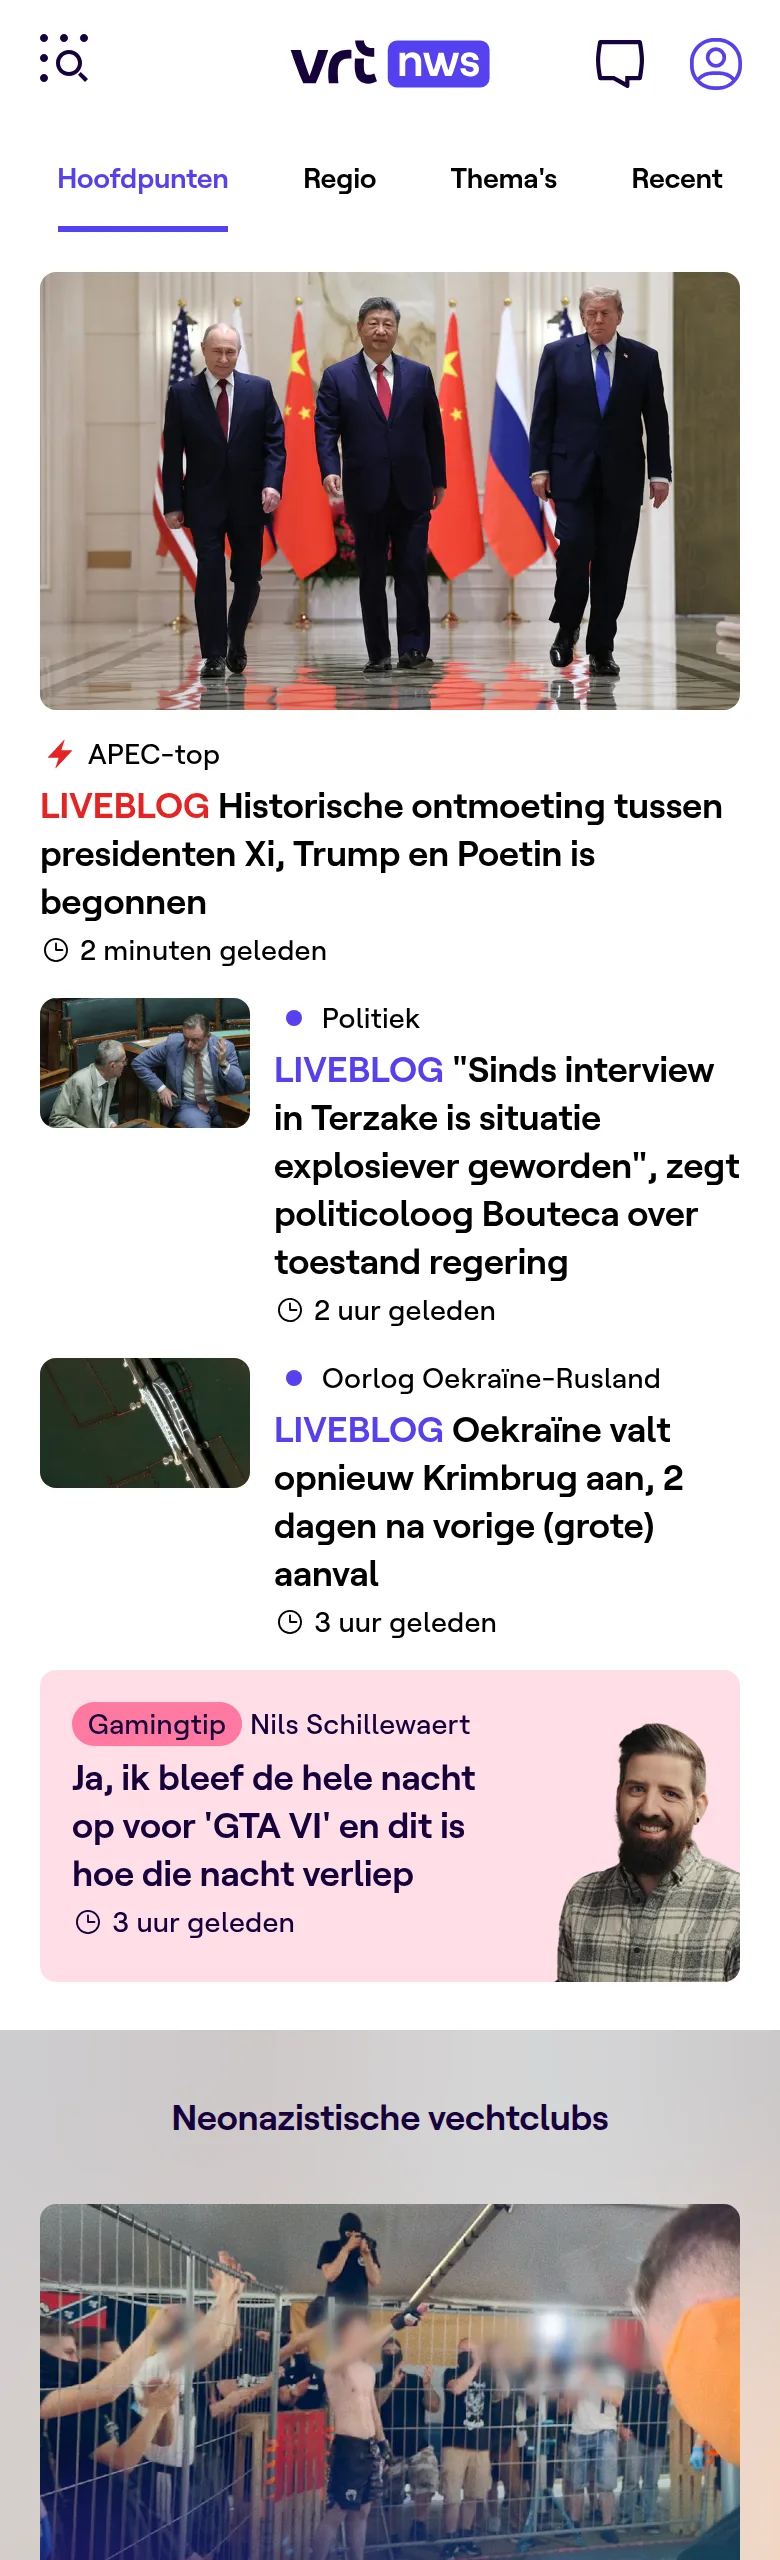 vrt nws
Hoofdpunten Regio Thema's Recent
APEC-top
LIVEBLOG Historische ontmoeting tussen
presidenten Xi, Trump en Poetin is
begonnen
2 minuten geleden
Politiek
LIVEBLOG "Sinds interview
in Terzake is situatie
explosiever geworden", zegt
politicoloog Bouteca over
toestand regering
2 uur geleden
Oorlog Oekraïne-Rusland
LIVEBLOG Oekraïne valt
opnieuw Krimbrug aan, 2
dagen na vorige (grote)
aanval
3 uur geleden
Gamingtip Nils Schillewaert
Ja, ik bleef de hele nacht
op voor 'GTA VI' en dit is
hoe die nacht verliep
3 uur geleden
Neonazistische vechtclubs